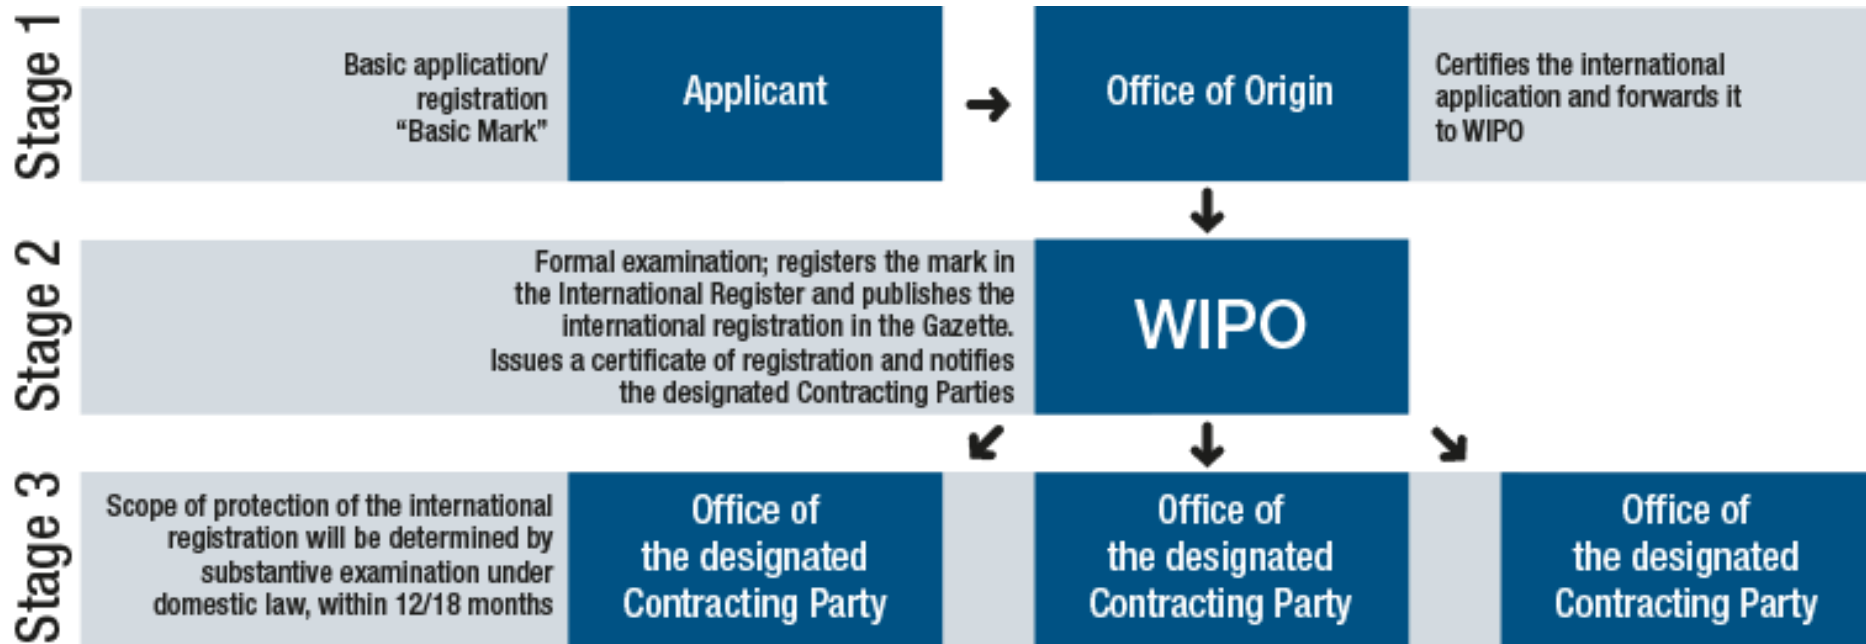 Stage 1
Basic application/
registration
“Basic Mark”
Applicant
Office of Origin
Certifies the international
application and forwards it
to WIPO
Stage 2
Formal examination; registers the mark in
the International Register and publishes the
international registration in the Gazette.
Issues a certificate of registration and notifies
the designated Contracting Parties
WIPO
Stage 3
Scope of protection of the international
registration will be determined by
substantive examination under
domestic law, within 12/18 months
Office of
the designated
Contracting Party
Office of
the designated
Contracting Party
Office of
the designated
Contracting Party